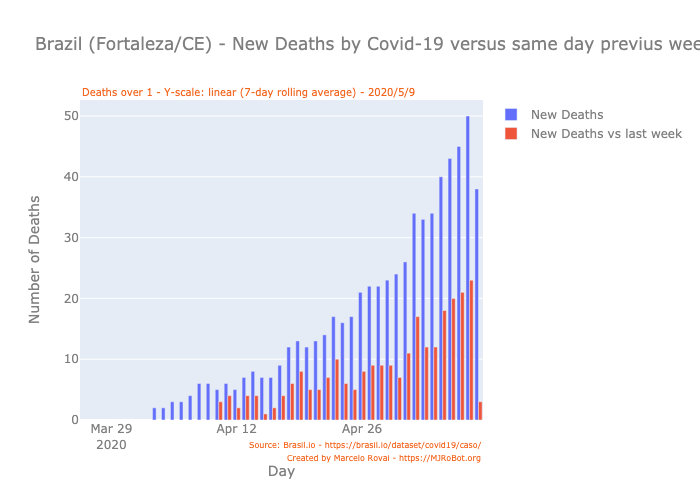 Brazil (Fortaleza/CE) - New Deaths by Covid-19 versus same day previus wee
Deaths over 1 - Y-scale: linear (7-day rolling average) - 2020/5/9
New Deaths
New Deaths vs last week
Number of Deaths
50
40
30
20
10
0
Mar 29
2020
Apr 12
Apr 26
Source: Brasil.io - https://brasil.io/dataset/covid19/caso/
Created by Marcelo Rovai - https://MJRoBot.org
Day